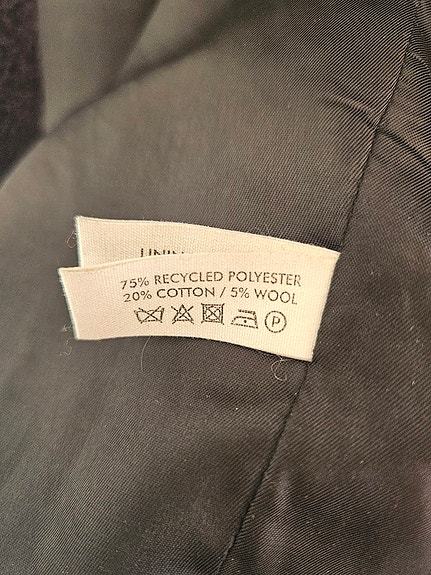 75% RECYCLED POLYESTER
20% COTTON / 5% WOOL
P